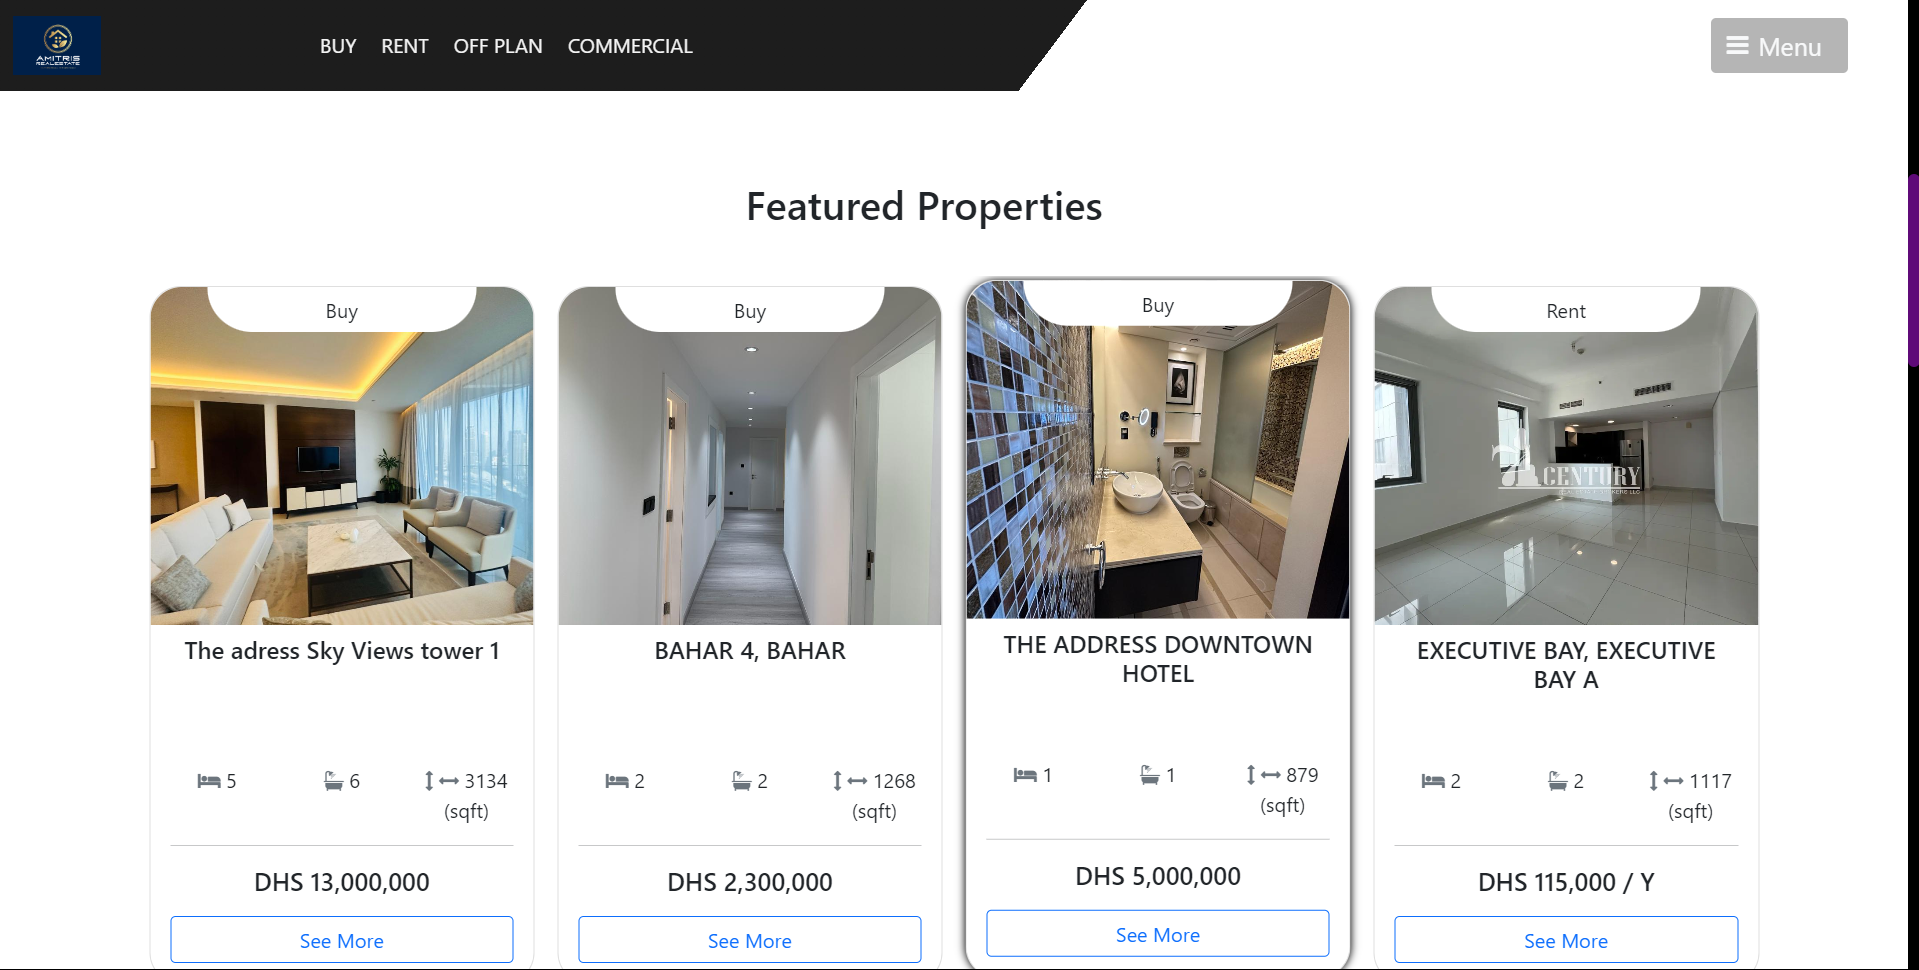 AMITRIS
REALESTATE
BUY RENT OFF PLAN COMMERCIAL
Menu
Featured Properties
Buy
The adress Sky Views tower 1
5 6 3134
(sqft)
DHS 13,000,000
See More
Buy
BAHAR 4, BAHAR
2 2 1268
(sqft)
DHS 2,300,000
See More
Buy
THE ADDRESS DOWNTOWN
HOTEL
1 1 879
(sqft)
DHS 5,000,000
See More
Rent
CENTURY
EXECUTIVE BAY, EXECUTIVE
BAY A
2 2 1117
(sqft)
DHS 115,000 / Y
See More